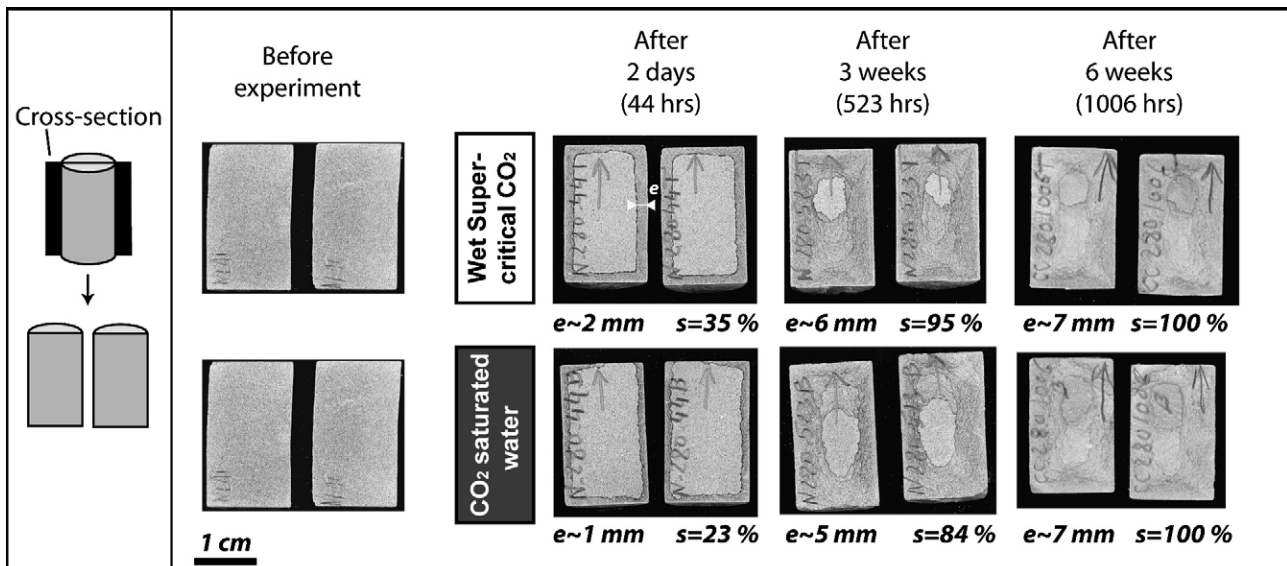 Cross-section
Before
experiment
After
2 days
(44 hrs)
After
3 weeks
(523 hrs)
After
6 weeks
(1006 hrs)
Wet Super-
critical CO₂
e
e~2 mm s=35 %
e~6 mm s=95 %
e~7 mm s=100 %
CO₂ saturated
water
e~1 mm s=23 %
e~5 mm s=84 %
e~7 mm s=100 %
1 cm